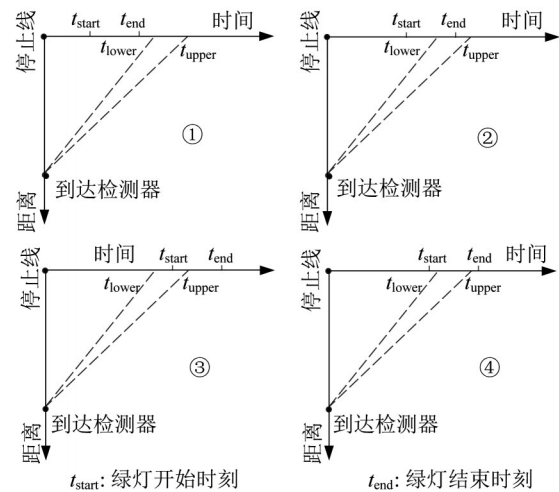 t_start t_end 时间
停止线
t_lower t_upper
①
到达检测器
距离
t_start t_end 时间
停止线
t_lower t_upper
②
到达检测器
距离
时间 t_start t_end
停止线
t_lower t_upper
③
到达检测器
距离
t_start t_end 时间
停止线
t_lower t_upper
④
到达检测器
距离
t_start: 绿灯开始时刻 t_end: 绿灯结束时刻